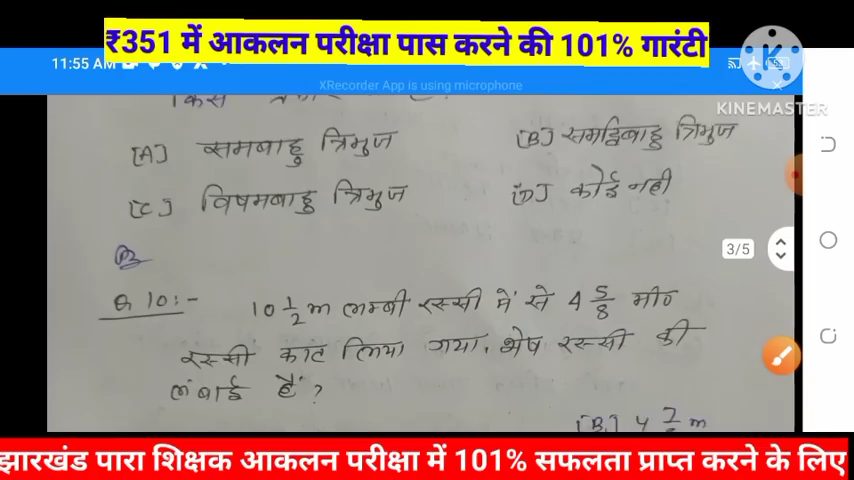 ₹351 में आकलन परीक्षा पास करने की 101% गारंटी
11:55 AM
XRecorder App is using microphone
KINEMASTER
किस
[A] समबाहु त्रिभुज
[B] समद्विबाहु त्रिभुज
[C] विषमबाहु त्रिभुज
[D] कोई नही
3/5
Q 10:- 10 1/2 m लम्बी रस्सी में से 4 5/8 मी०
रस्सी काट लिया गया, शेष रस्सी की
लंबाई है?
[B] 4 7/ m
झारखंड पारा शिक्षक आकलन परीक्षा में 101% सफलता प्राप्त करने के लिए